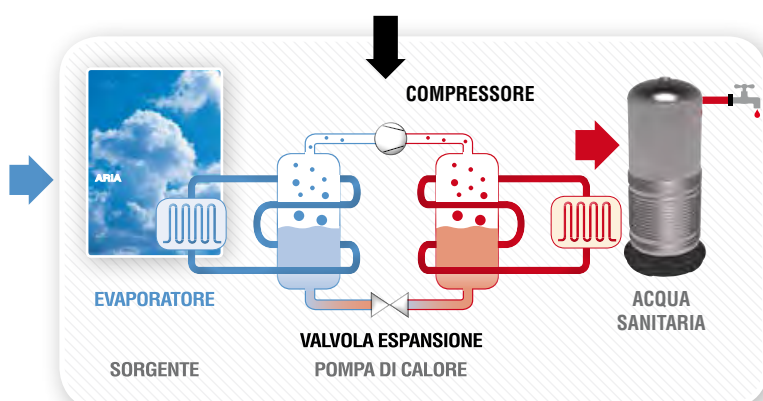 COMPRESSORE
ARIA
EVAPORATORE
ACQUA
SANITARIA
VALVOLA ESPANSIONE
SORGENTE
POMPA DI CALORE